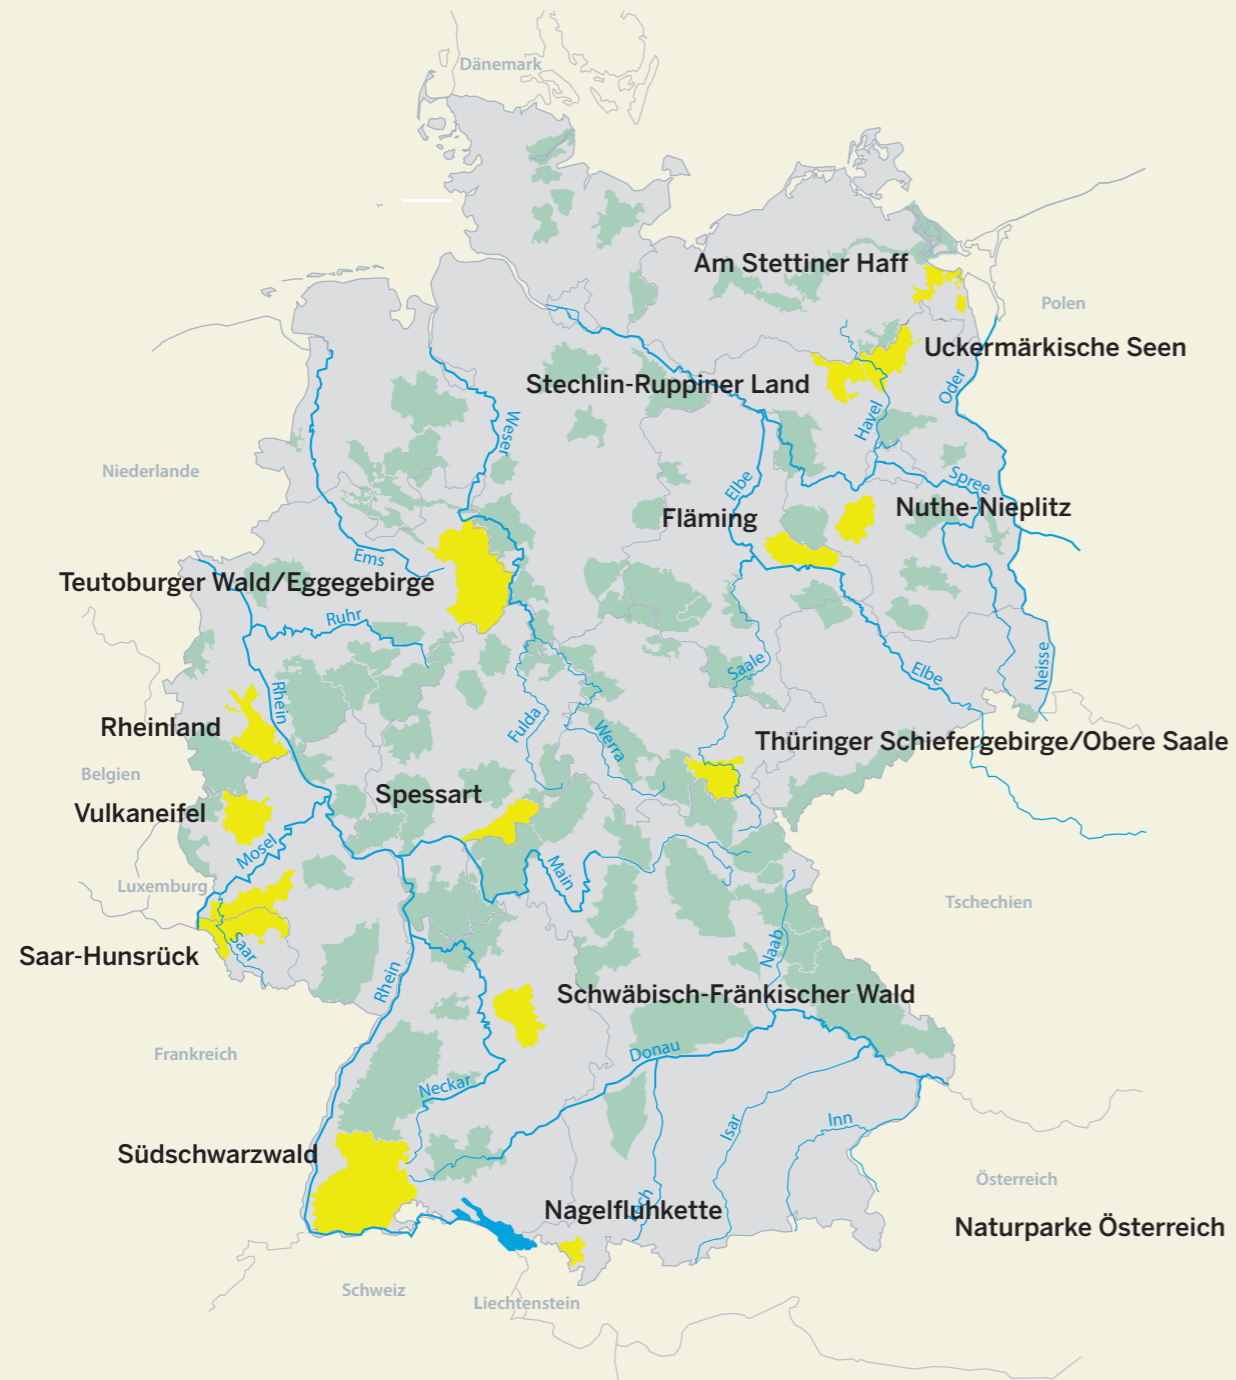 Dänemark
Am Stettiner Haff
Polen
Uckermärkische Seen
Stechlin-Ruppiner Land
Oder
Havel
Weser
Niederlande
Elbe
Spree
Nuthe-Nieplitz
Fläming
Ems
Teutoburger Wald/Eggegebirge
Ruhr
Saale
Elbe
Neisse
Rhein
Rheinland
Fulda
Werra
Thüringer Schiefergebirge/Obere Saale
Belgien
Spessart
Vulkaneifel
Mosel
Main
Luxemburg
Tschechien
Saar
Naab
Saar-Hunsrück
Rhein
Schwäbisch-Fränkischer Wald
Frankreich
Donau
Neckar
Isar
Inn
Südschwarzwald
Österreich
Lech
Nagelfluhkette
Naturparke Österreich
Schweiz
Liechtenstein